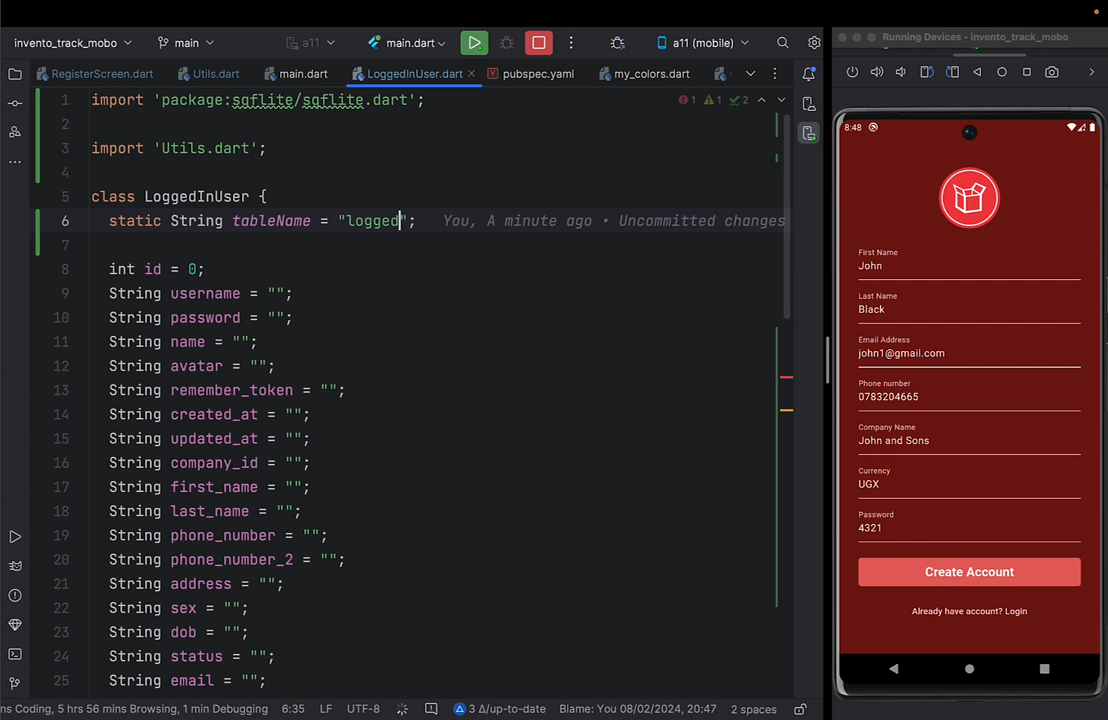 invento_track_mobo
main
a11
main.dart
a11 (mobile)
Running Devices - invento_track_mobo
RegisterScreen.dart
Utils.dart
main.dart
LoggedInUser.dart
pubspec.yaml
my_colors.dart
1 import 'package:sqflite/sqflite.dart';
1 1 2
2
3 import 'Utils.dart';
4
5 class LoggedInUser {
6 static String tableName = "logged"; You, A minute ago • Uncommitted changes
7
8 int id = 0;
9 String username = "";
10 String password = "";
11 String name = "";
12 String avatar = "";
13 String remember_token = "";
14 String created_at = "";
15 String updated_at = "";
16 String company_id = "";
17 String first_name = "";
18 String last_name = "";
19 String phone_number = "";
20 String phone_number_2 = "";
21 String address = "";
22 String sex = "";
23 String dob = "";
24 String status = "";
25 String email = "";
8:48
First Name
John
Last Name
Black
Email Address
john1@gmail.com
Phone number
0783204665
Company Name
John and Sons
Currency
UGX
Password
4321
Create Account
Already have account? Login
ns Coding, 5 hrs 56 mins Browsing, 1 min Debugging
6:35
LF
UTF-8
3 Δ/up-to-date
Blame: You 08/02/2024, 20:47
2 spaces